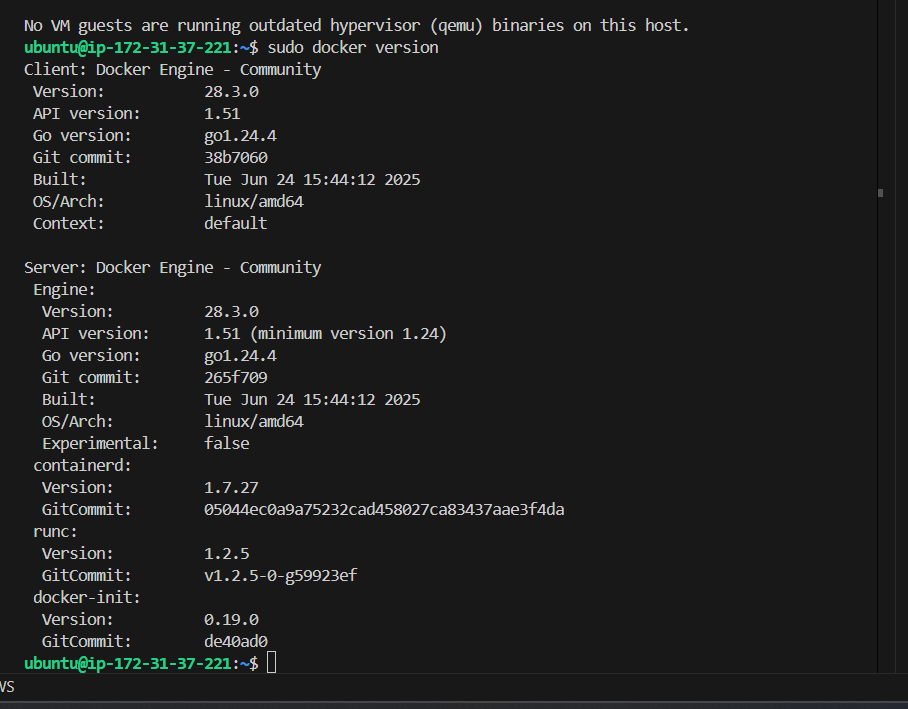 No VM guests are running outdated hypervisor (qemu) binaries on this host.
ubuntu@ip-172-31-37-221:~$ sudo docker version
Client: Docker Engine - Community
 Version:           28.3.0
 API version:       1.51
 Go version:        go1.24.4
 Git commit:        38b7060
 Built:             Tue Jun 24 15:44:12 2025
 OS/Arch:           linux/amd64
 Context:           default

Server: Docker Engine - Community
 Engine:
  Version:          28.3.0
  API version:      1.51 (minimum version 1.24)
  Go version:       go1.24.4
  Git commit:       265f709
  Built:            Tue Jun 24 15:44:12 2025
  OS/Arch:          linux/amd64
  Experimental:     false
 containerd:
  Version:          1.7.27
  GitCommit:        05044ec0a9a75232cad458027ca83437aae3f4da
 runc:
  Version:          1.2.5
  GitCommit:        v1.2.5-0-g59923ef
 docker-init:
  Version:          0.19.0
  GitCommit:        de40ad0
ubuntu@ip-172-31-37-221:~$
WS